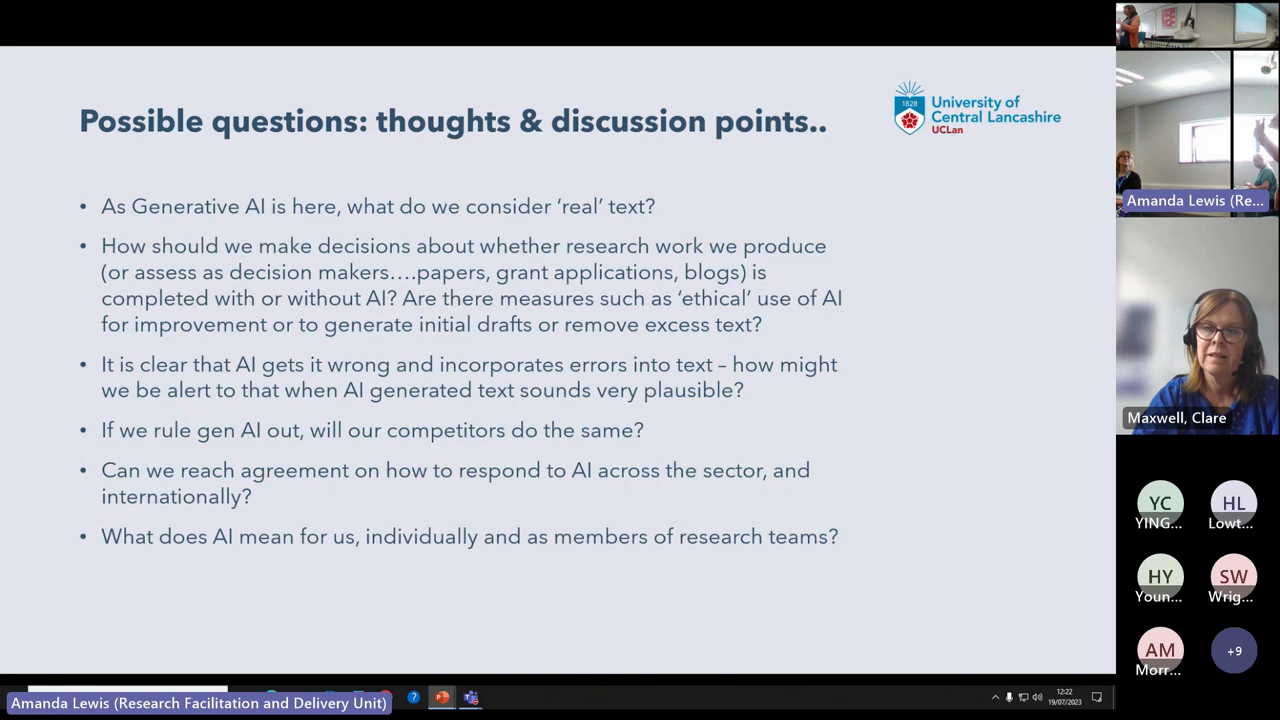 Possible questions: thoughts & discussion points..
1828
University of
Central Lancashire
UCLan
• As Generative AI is here, what do we consider ‘real’ text?
• How should we make decisions about whether research work we produce
(or assess as decision makers....papers, grant applications, blogs) is
completed with or without AI? Are there measures such as ‘ethical’ use of AI
for improvement or to generate initial drafts or remove excess text?
• It is clear that AI gets it wrong and incorporates errors into text – how might
we be alert to that when AI generated text sounds very plausible?
• If we rule gen AI out, will our competitors do the same?
• Can we reach agreement on how to respond to AI across the sector, and
internationally?
• What does AI mean for us, individually and as members of research teams?
Amanda Lewis (Re...
Maxwell, Clare
YC
YING...
HL
Lowt...
HY
Youn...
SW
Wrig...
AM
Morr...
+9
Amanda Lewis (Research Facilitation and Delivery Unit)
12:22
19/07/2023